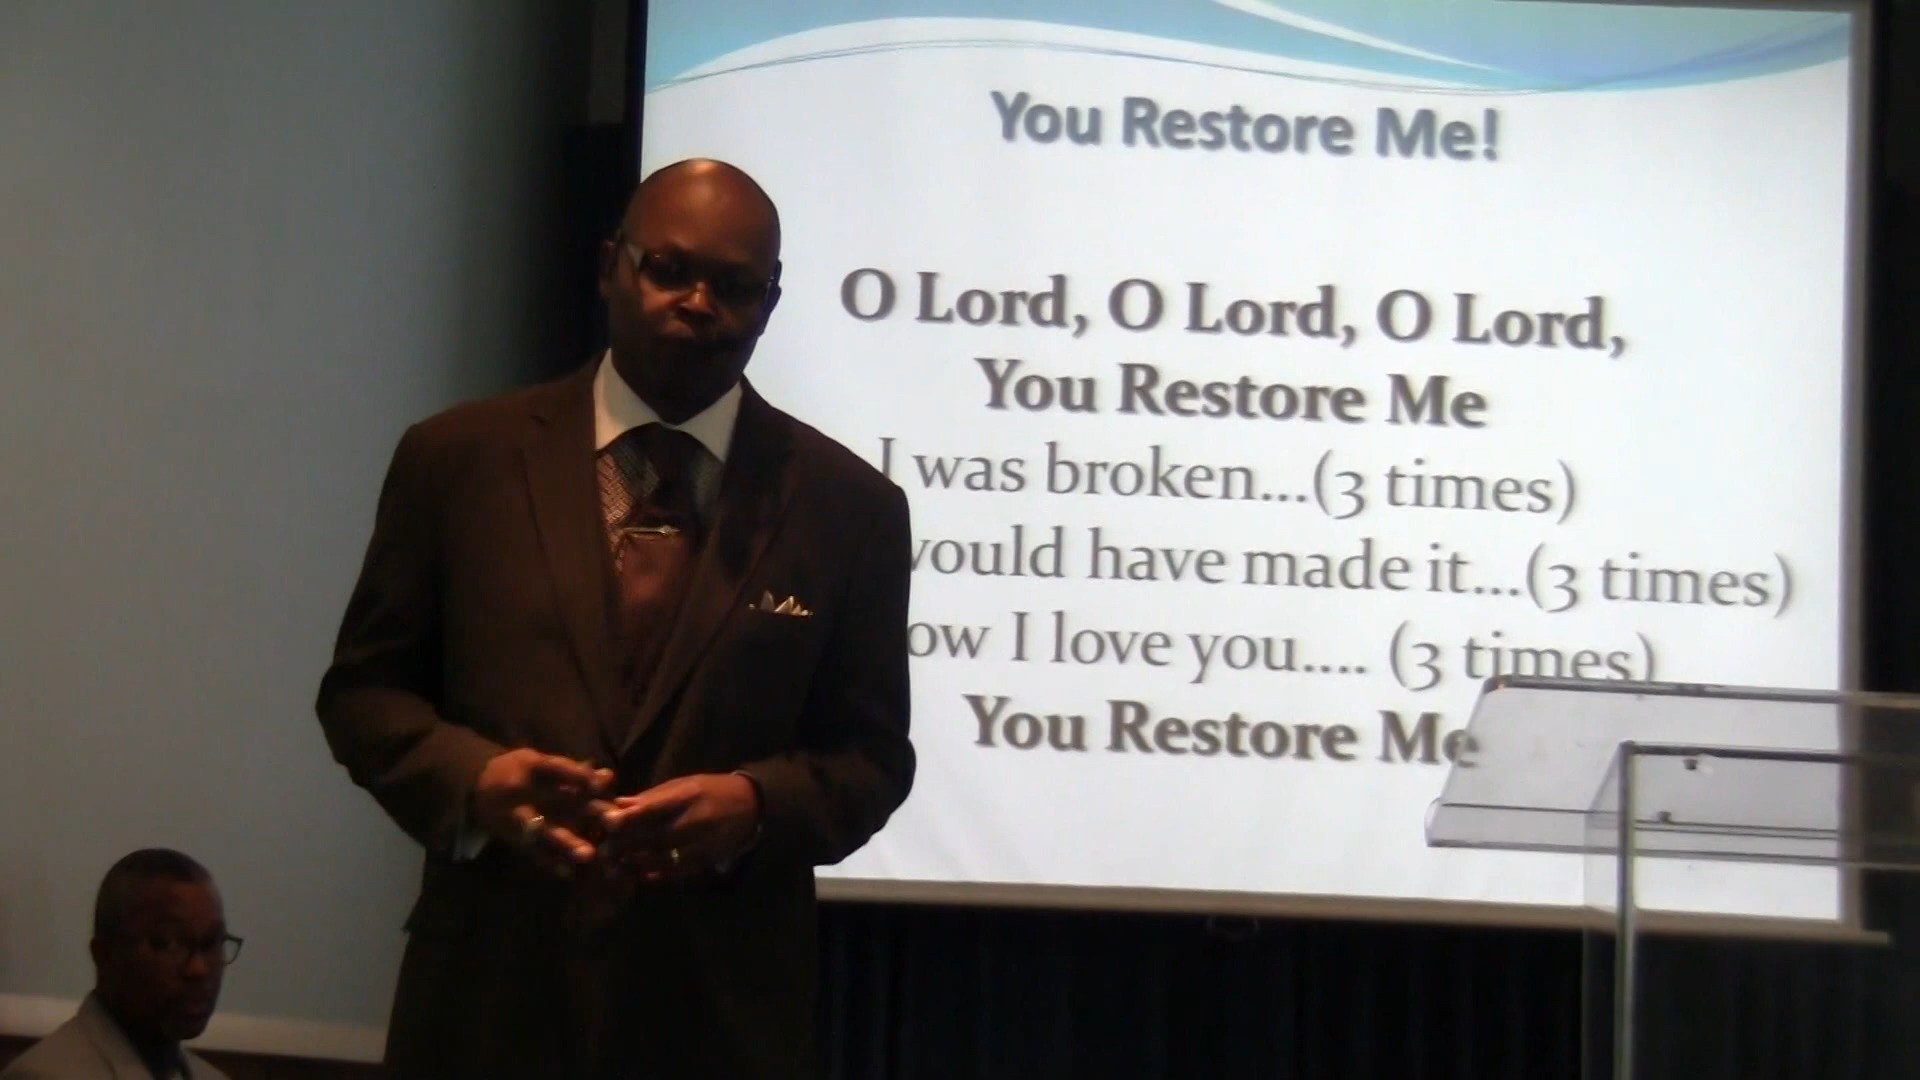 You Restore Me!
O Lord, O Lord, O Lord,
You Restore Me
I was broken...(3 times)
would have made it...(3 times)
I love you.... (3 times)
You Restore Me